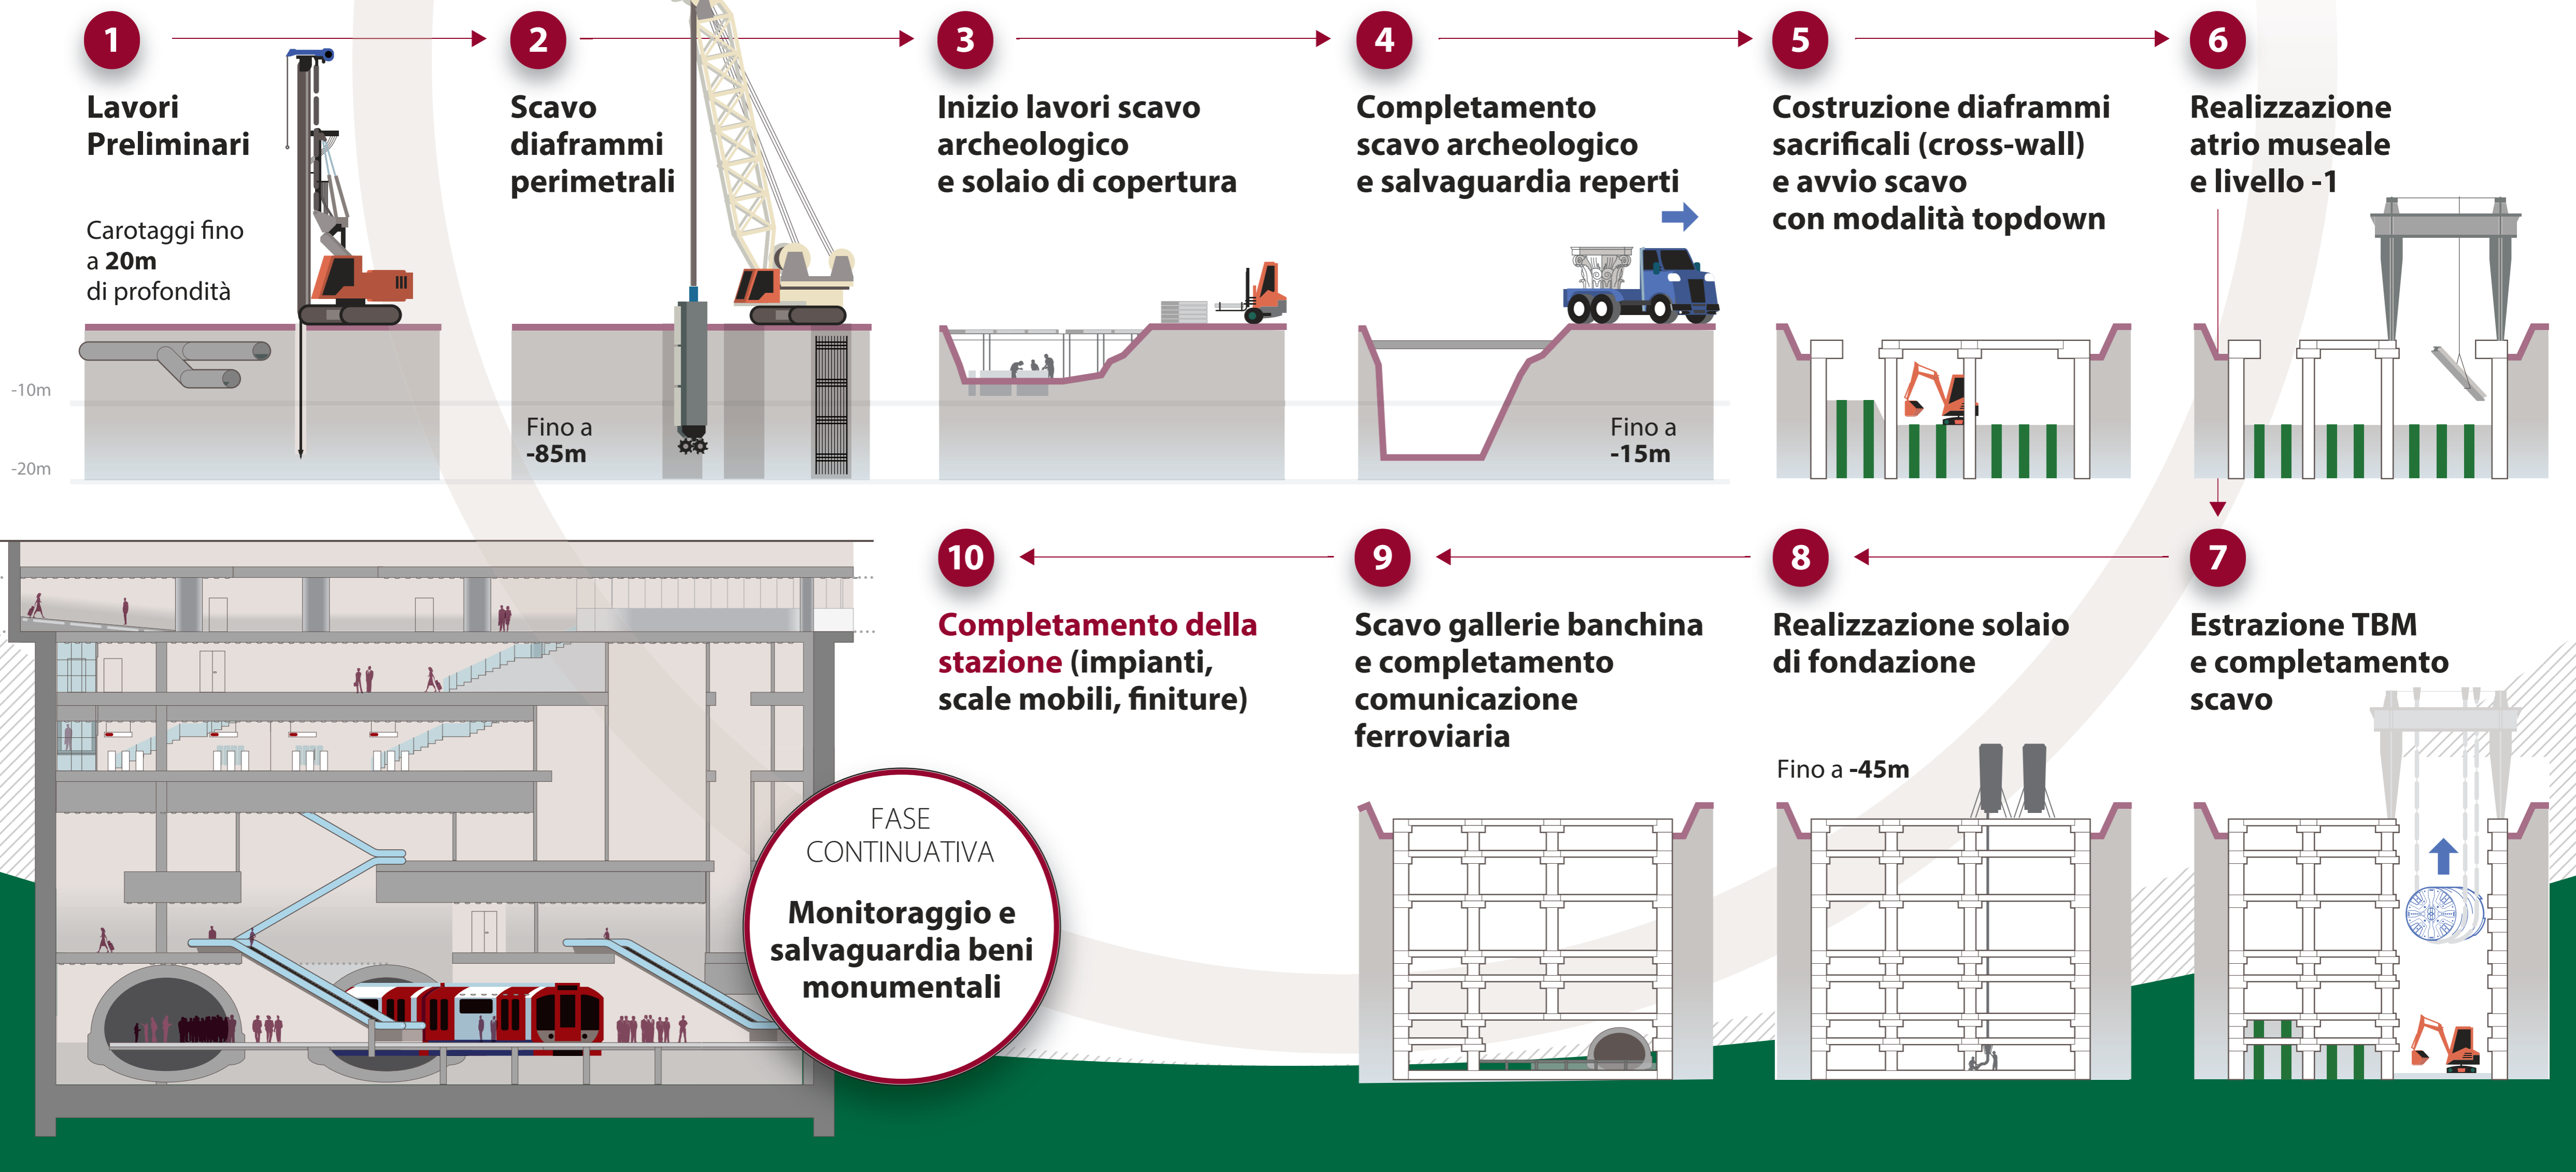 1
Lavori
Preliminari
Carotaggi fino
a 20m
di profondità
-10m
-20m
2
Scavo
diaframmi
perimetrali
Fino a
-85m
3
Inizio lavori scavo
archeologico
e solaio di copertura
4
Completamento
scavo archeologico
e salvaguardia reperti
Fino a
-15m
5
Costruzione diaframmi
sacrificali (cross-wall)
e avvio scavo
con modalità topdown
6
Realizzazione
atrio museale
e livello -1
7
Estrazione TBM
e completamento
scavo
8
Realizzazione solaio
di fondazione
Fino a -45m
9
Scavo gallerie banchina
e completamento
comunicazione
ferroviaria
10
Completamento della
stazione (impianti,
scale mobili, finiture)
FASE
CONTINUATIVA
Monitoraggio e
salvaguardia beni
monumentali